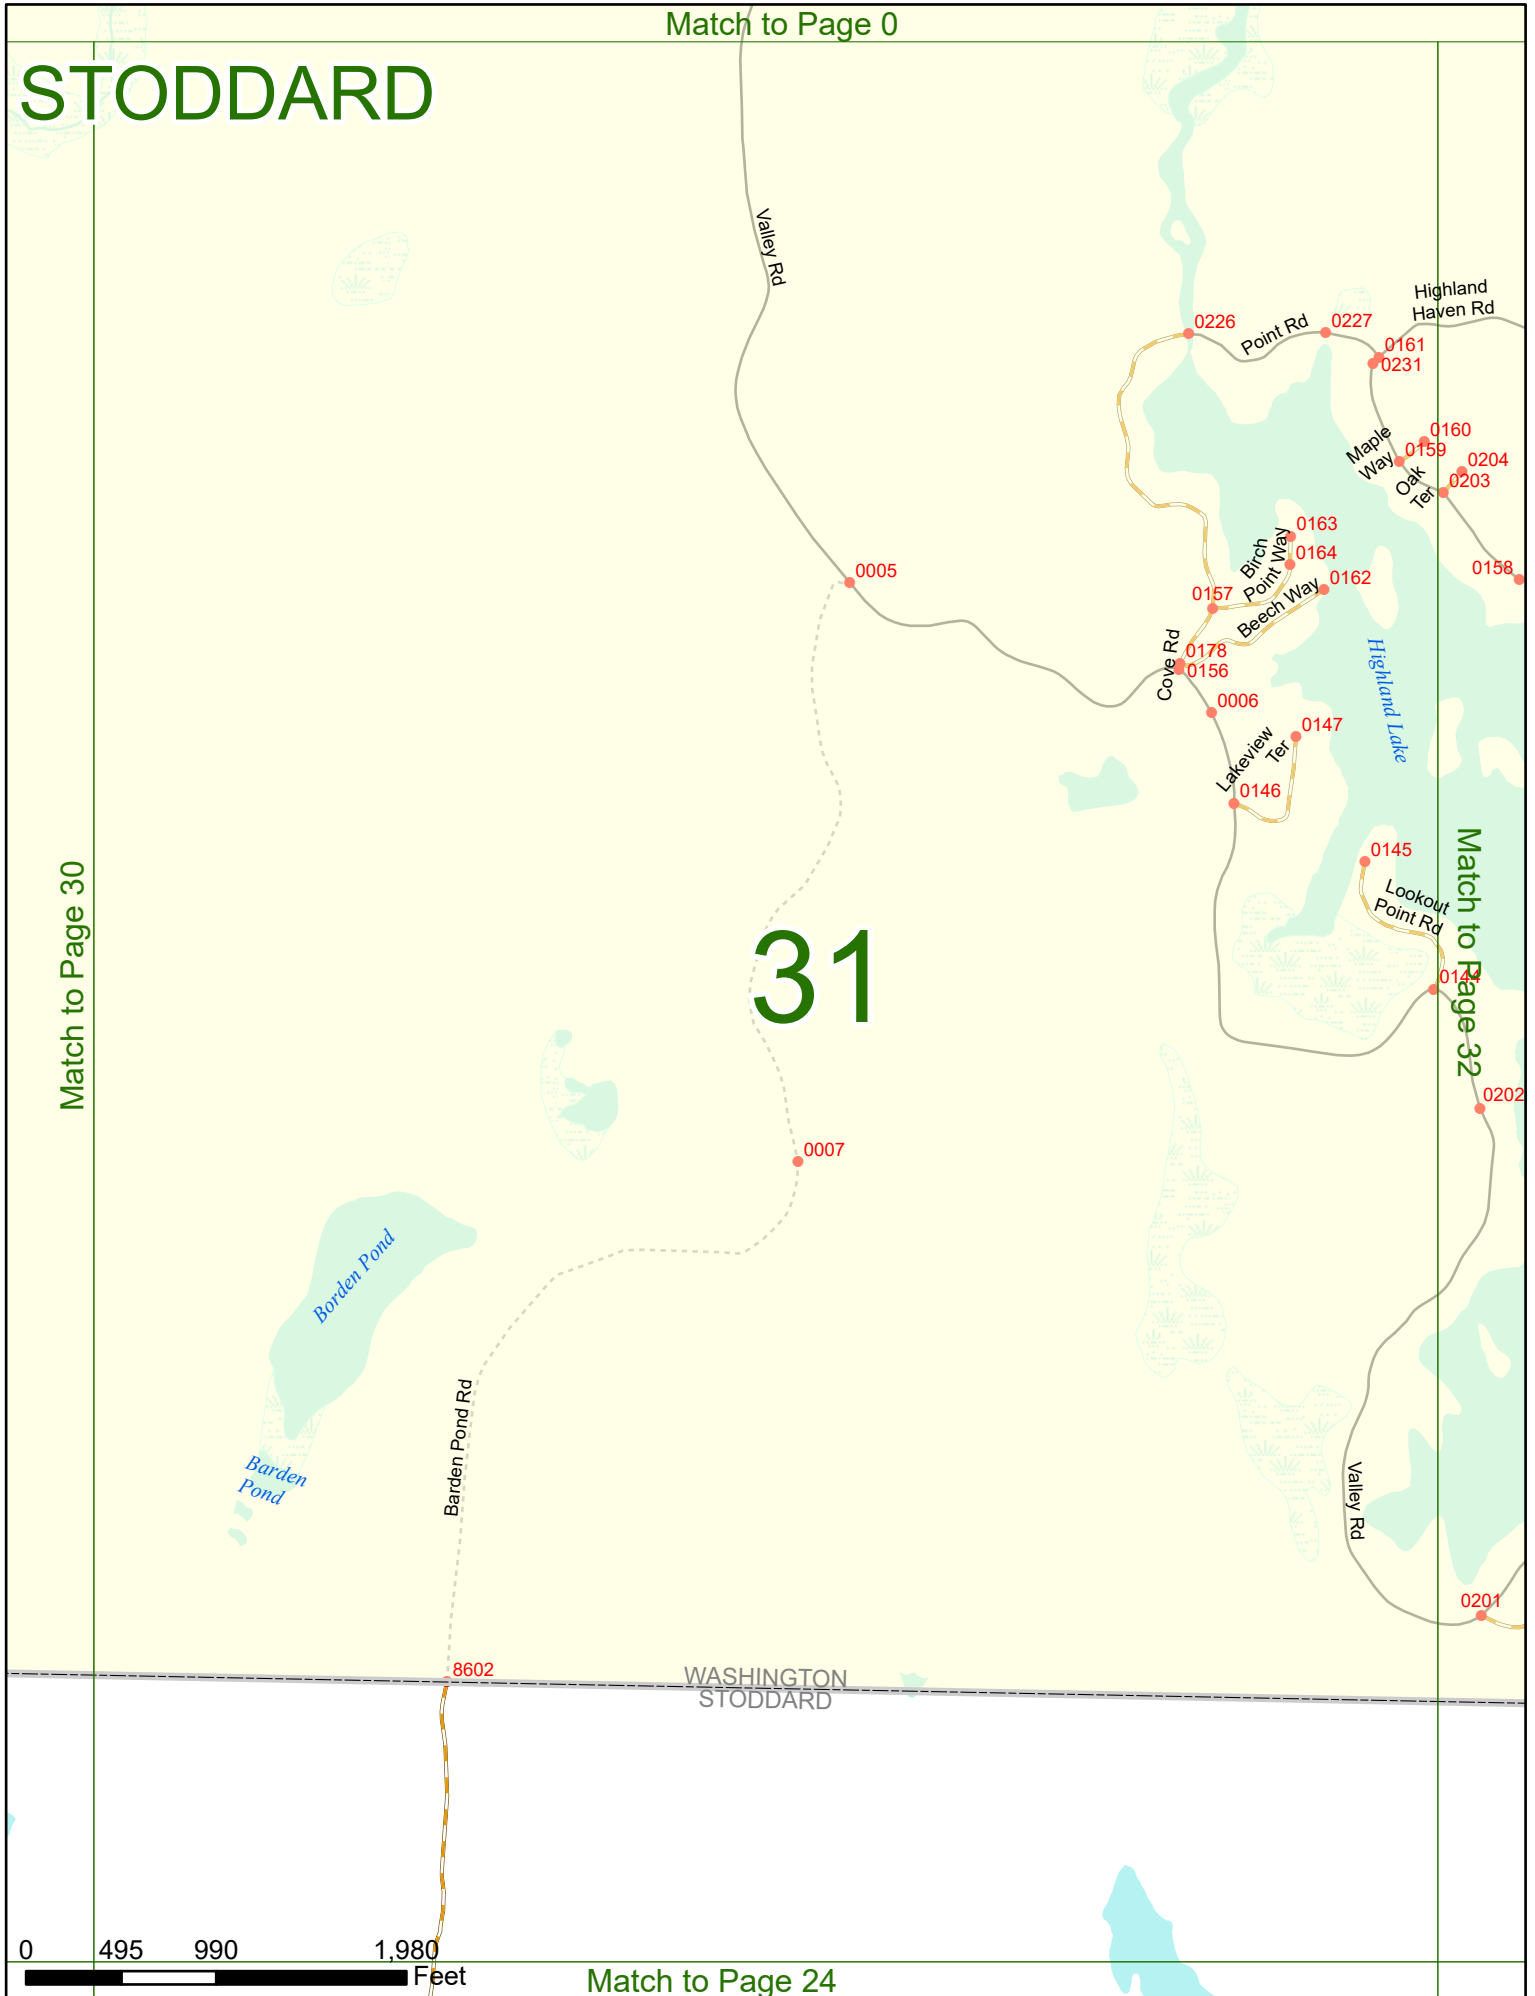 Match to Page 0
STODDARD
Valley Rd
Highland
Haven Rd
0226
Point Rd
0227
0161
0231
Maple
Way
0160
0159
0204
Oak
Ter
0203
0163
Birch
Point Way
0164
0158
0005
0162
0157
Beech Way
Cove Rd
0178
0156
Highland Lake
0006
0147
Lakeview
Ter
0146
0145
Match to Page 30
Match to Page 32
Lookout
Point Rd
31
0144
0202
0007
Borden Pond
Barden Pond Rd
Barden
Pond
Valley Rd
0201
8602
WASHINGTON
STODDARD
0 495 990 1,980
Feet
Match to Page 24